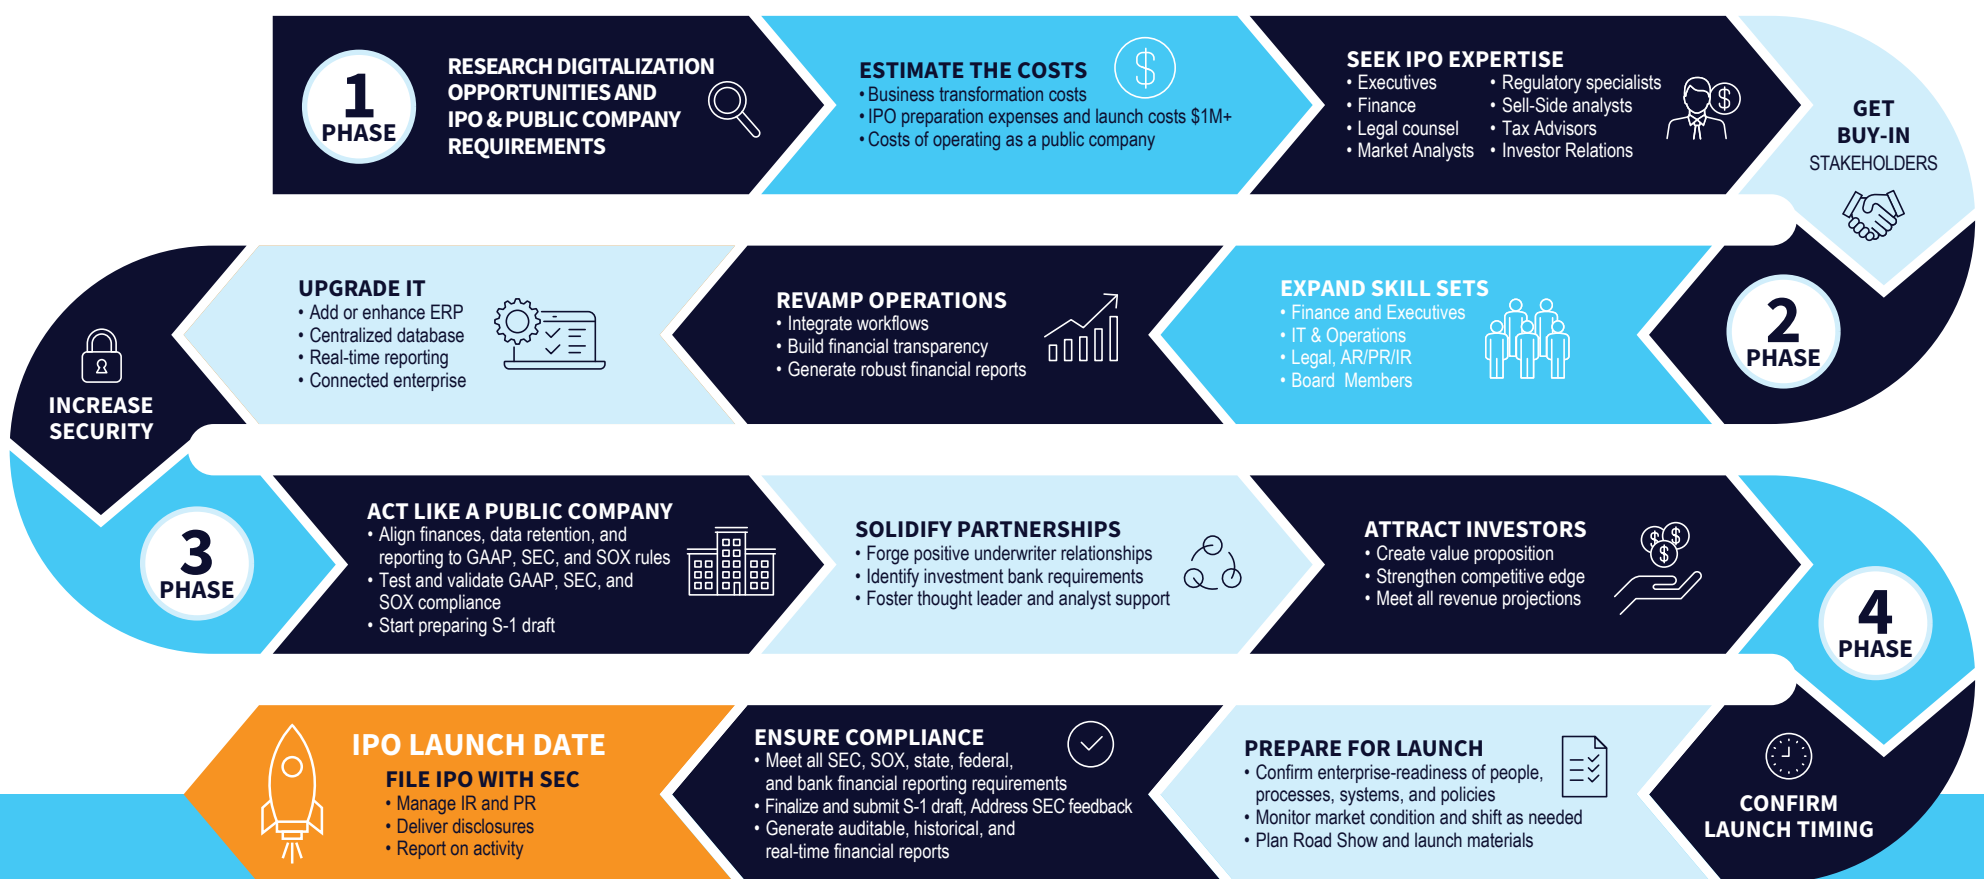 1
PHASE
RESEARCH DIGITALIZATION
OPPORTUNITIES AND
IPO & PUBLIC COMPANY
REQUIREMENTS
ESTIMATE THE COSTS
• Business transformation costs
• IPO preparation expenses and launch costs $1M+
• Costs of operating as a public company
$
SEEK IPO EXPERTISE
• Executives
• Finance
• Legal counsel
• Market Analysts
• Regulatory specialists
• Sell-Side analysts
• Tax Advisors
• Investor Relations
$
GET
BUY-IN
STAKEHOLDERS
2
PHASE
EXPAND SKILL SETS
• Finance and Executives
• IT & Operations
• Legal, AR/PR/IR
• Board Members
REVAMP OPERATIONS
• Integrate workflows
• Build financial transparency
• Generate robust financial reports
UPGRADE IT
• Add or enhance ERP
• Centralized database
• Real-time reporting
• Connected enterprise
INCREASE
SECURITY
3
PHASE
ACT LIKE A PUBLIC COMPANY
• Align finances, data retention, and
reporting to GAAP, SEC, and SOX rules
• Test and validate GAAP, SEC, and
SOX compliance
• Start preparing S-1 draft
SOLIDIFY PARTNERSHIPS
• Forge positive underwriter relationships
• Identify investment bank requirements
• Foster thought leader and analyst support
ATTRACT INVESTORS
• Create value proposition
• Strengthen competitive edge
• Meet all revenue projections
$ $
$
4
PHASE
CONFIRM
LAUNCH TIMING
PREPARE FOR LAUNCH
• Confirm enterprise-readiness of people,
processes, systems, and policies
• Monitor market condition and shift as needed
• Plan Road Show and launch materials
ENSURE COMPLIANCE
• Meet all SEC, SOX, state, federal,
and bank financial reporting requirements
• Finalize and submit S-1 draft, Address SEC feedback
• Generate auditable, historical, and
real-time financial reports
IPO LAUNCH DATE
FILE IPO WITH SEC
• Manage IR and PR
• Deliver disclosures
• Report on activity